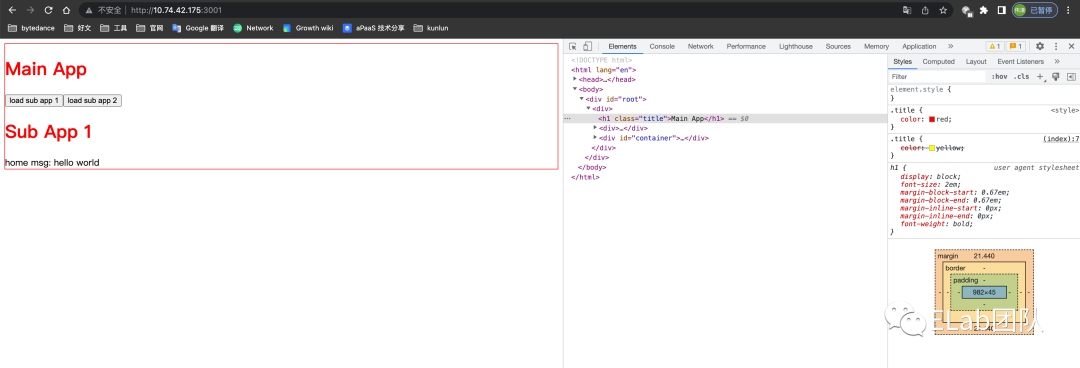 不安全 | http://10.74.42.175:3001
已暂停
bytedance 好文 工具 官网 Google 翻译 Network Growth wiki aPaaS 技术分享 kunlun
Main App
load sub app 1 load sub app 2
Sub App 1
home msg: hello world
Elements Console Network Performance Lighthouse Sources Memory Application » 1 1
<!DOCTYPE html>
<html lang="en">
<head>…</head>
<body>
<div id="root">
<div>
<h1 class="title">Main App</h1> == $0
<div>…</div>
<div id="container">…</div>
</div>
</div>
</body>
</html>
Styles Computed Layout Event Listeners »
Filter :hov .cls +
element.style {
}
.title { <style>
color: red;
}
.title { (index):7
color: yellow;
}
h1 { user agent stylesheet
display: block;
font-size: 2em;
margin-block-start: 0.67em;
margin-block-end: 0.67em;
margin-inline-start: 0px;
margin-inline-end: 0px;
font-weight: bold;
}
margin 21.440
border -
padding -
- - - 982×45 - - -
-
ELab团队